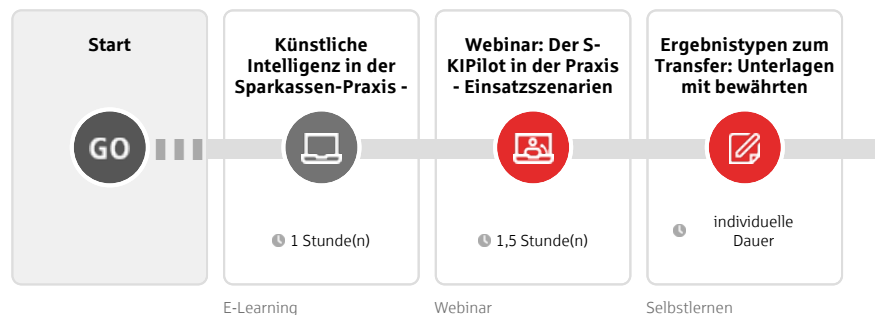 Start
GO
Künstliche
Intelligenz in der
Sparkassen-Praxis -
1 Stunde(n)
E-Learning
Webinar: Der S-
KIPilot in der Praxis
- Einsatzszenarien
1,5 Stunde(n)
Webinar
Ergebnistypen zum
Transfer: Unterlagen
mit bewährten
individuelle
Dauer
Selbstlernen